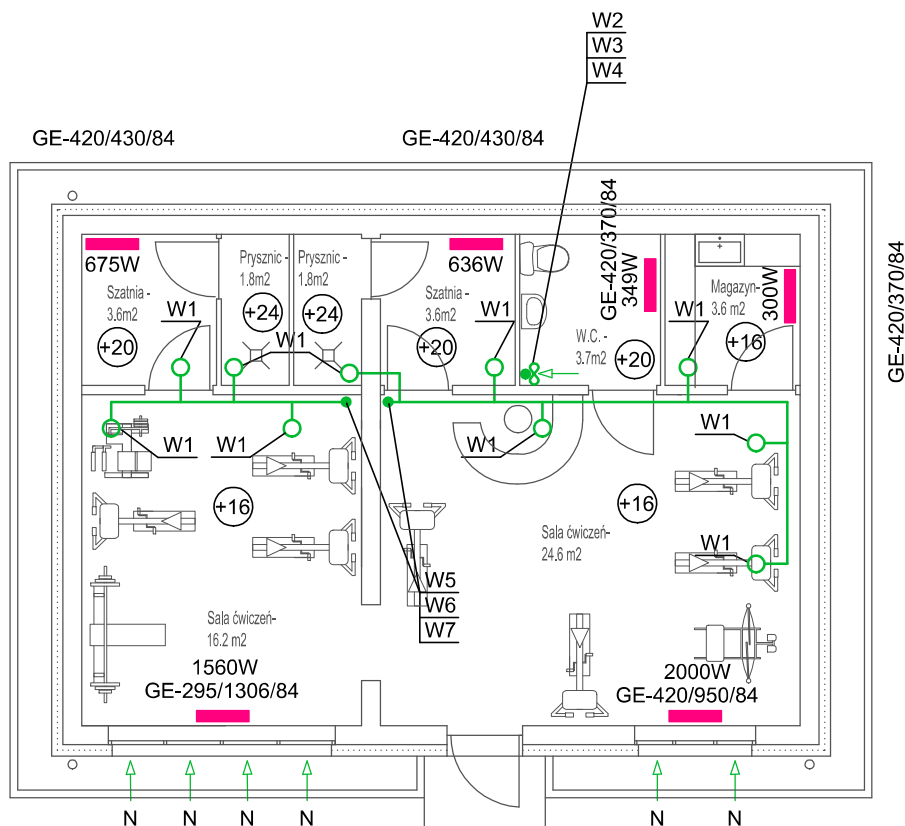 W2
W3
W4
GE-420/430/84
GE-420/430/84
GE-420/370/84
GE-420/370/84
675W
Szatnia -
3.6m2
+20
W1
Prysznic -
1.8m2
+24
Prysznic -
1.8m2
+24
W1
636W
Szatnia -
3.6m2
+20
W1
349W
W.C. -
3.7m2
+20
W1
Magazyn-
3.6 m2
300W
+16
W1
W1
W1
W1
W1
+16
+16
Sala ćwiczeń-
24.6 m2
W5
W6
W7
Sala ćwiczeń-
16.2 m2
1560W
GE-295/1306/84
2000W
GE-420/950/84
N
N
N
N
N
N